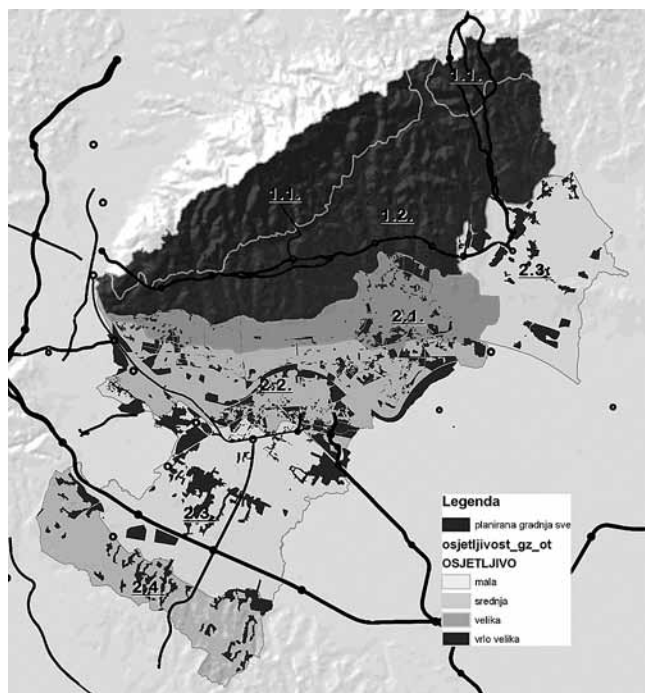 1.1.
1.1.
1.2.
2.3.
2.1.
2.2.
2.3.
2.4.
Legenda
planirana gradnja sve
osjetljivost_gz_ot
OSJETLJIVO
mala
srednja
velika
vrlo velika